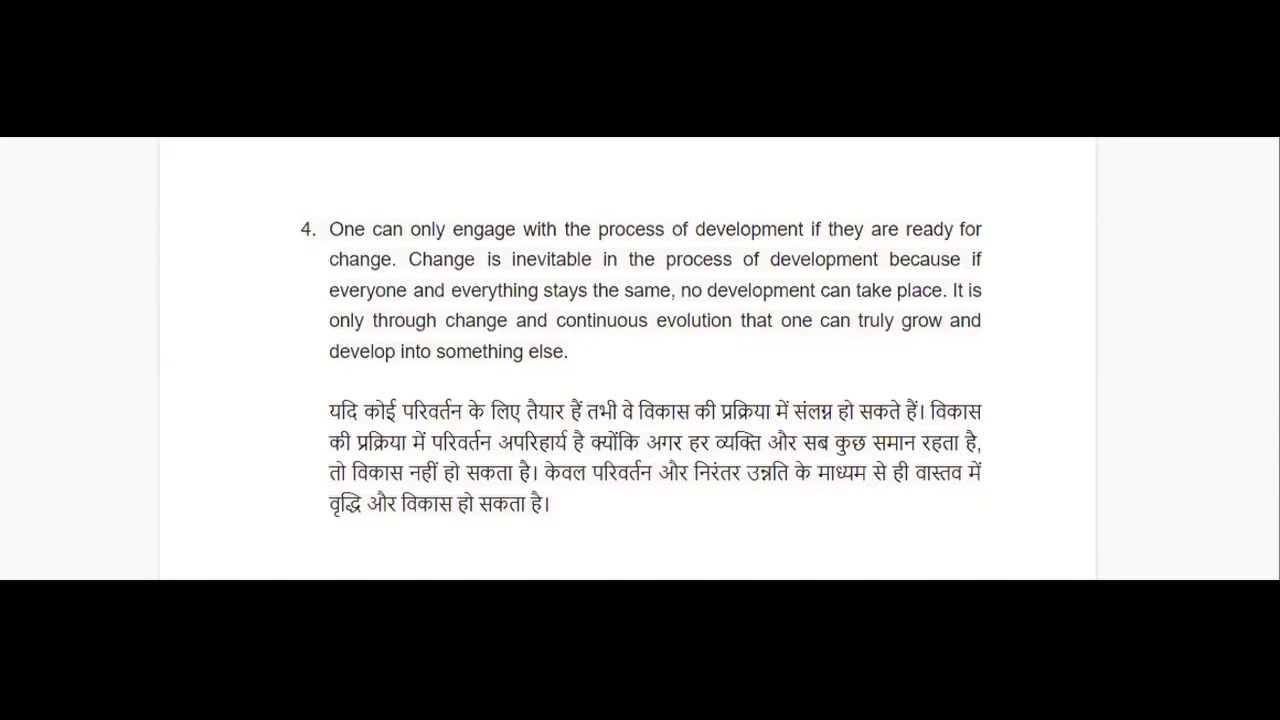 4. One can only engage with the process of development if they are ready for
change. Change is inevitable in the process of development because if
everyone and everything stays the same, no development can take place. It is
only through change and continuous evolution that one can truly grow and
develop into something else.
यदि कोई परिवर्तन के लिए तैयार हैं तभी वे विकास की प्रक्रिया में संलग्न हो सकते हैं। विकास
की प्रक्रिया में परिवर्तन अपरिहार्य है क्योंकि अगर हर व्यक्ति और सब कुछ समान रहता है,
तो विकास नहीं हो सकता है। केवल परिवर्तन और निरंतर उन्नति के माध्यम से ही वास्तव में
वृद्धि और विकास हो सकता है।